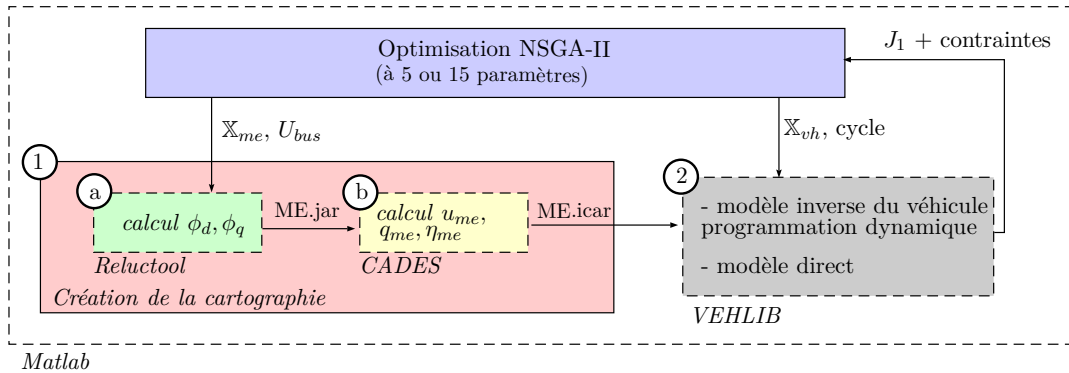 Optimisation NSGA-II
(à 5 ou 15 paramètres)
J₁ + contraintes
𝕏ₘₑ, U_bus
𝕏ᵥₕ, cycle
1
a
calcul ϕ_d, ϕ_q
Reluctool
ME.jar
b
calcul u_me,
q_me, η_me
CADES
ME.icar
Création de la cartographie
2
- modèle inverse du véhicule
programmation dynamique
- modèle direct
VEHLIB
Matlab